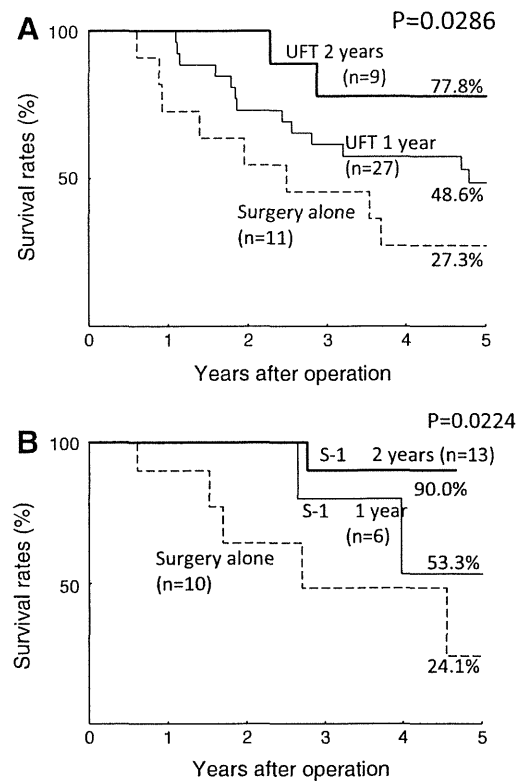 A
P=0.0286
100
UFT 2 years
(n=9)
77.8%
UFT 1 year
(n=27)
50
48.6%
Surgery alone
(n=11)
27.3%
Survival rates (%)
0 1 2 3 4 5
Years after operation
B
P=0.0224
100
S-1 2 years (n=13)
90.0%
S-1 1 year
(n=6)
Surgery alone
(n=10)
53.3%
50
24.1%
Survival rates (%)
0 1 2 3 4 5
Years after operation